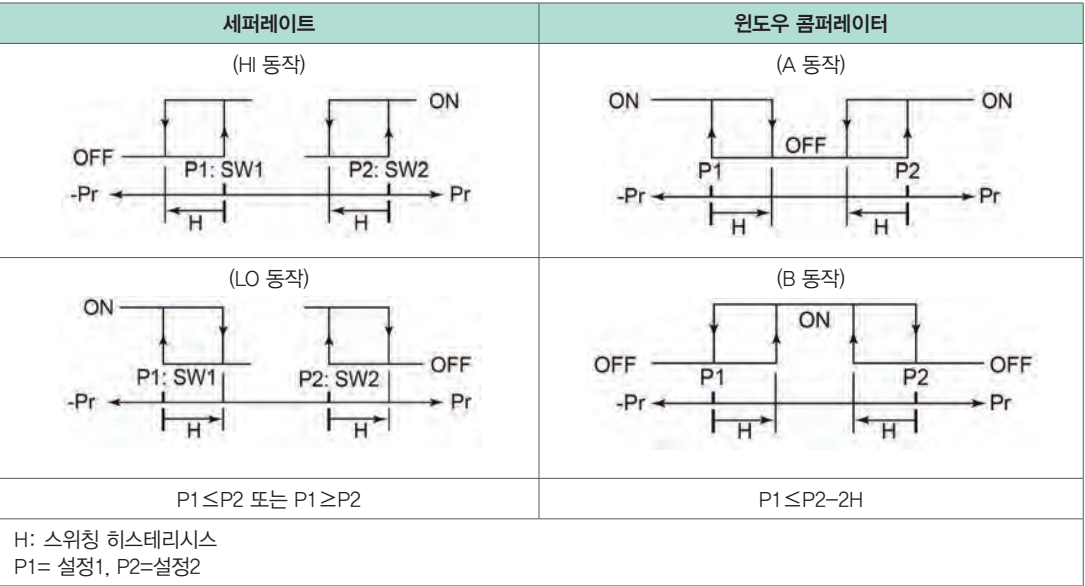 세퍼레이트
윈도우 콤퍼레이터
(HI 동작)
ON
OFF
P1: SW1
P2: SW2
-Pr
Pr
H
H
(A 동작)
ON
ON
OFF
P1
P2
-Pr
Pr
H
H
(LO 동작)
ON
OFF
P1: SW1
P2: SW2
-Pr
Pr
H
H
(B 동작)
ON
OFF
OFF
P1
P2
-Pr
Pr
H
H
P1≤P2 또는 P1≥P2
P1≤P2−2H
H: 스위칭 히스테리시스
P1= 설정1, P2=설정2